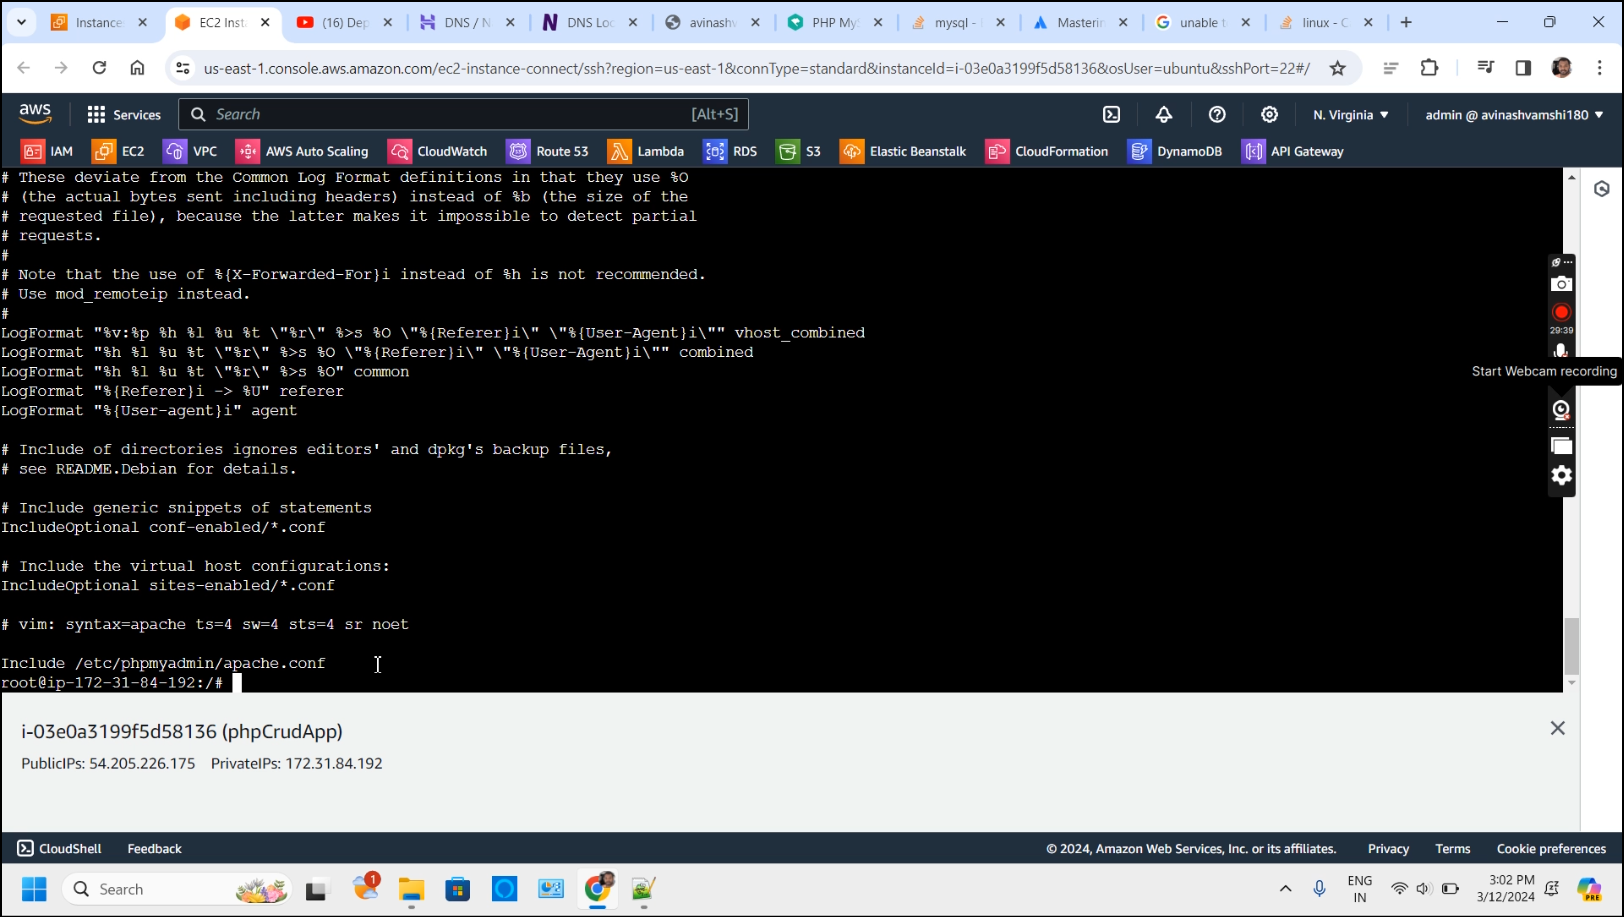 Instance
EC2 Inst
(16) Dep
DNS / N
DNS Loo
avinashv
PHP My
mysql -
Masterin
unable t
linux - C
us-east-1.console.aws.amazon.com/ec2-instance-connect/ssh?region=us-east-1&connType=standard&instanceId=i-03e0a3199f5d58136&osUser=ubuntu&sshPort=22#/
aws
Services
Search
[Alt+S]
N. Virginia
admin @ avinashvamshi180
IAM
EC2
VPC
AWS Auto Scaling
CloudWatch
Route 53
Lambda
RDS
S3
Elastic Beanstalk
CloudFormation
DynamoDB
API Gateway
# These deviate from the Common Log Format definitions in that they use %O
# (the actual bytes sent including headers) instead of %b (the size of the
# requested file), because the latter makes it impossible to detect partial
# requests.
#
# Note that the use of %{X-Forwarded-For}i instead of %h is not recommended.
# Use mod_remoteip instead.
#
LogFormat "%v:%p %h %l %u %t \"%r\" %>s %O \"%{Referer}i\" \"%{User-Agent}i\"" vhost_combined
LogFormat "%h %l %u %t \"%r\" %>s %O \"%{Referer}i\" \"%{User-Agent}i\"" combined
LogFormat "%h %l %u %t \"%r\" %>s %O" common
LogFormat "%{Referer}i -> %U" referer
LogFormat "%{User-agent}i" agent
# Include of directories ignores editors' and dpkg's backup files,
# see README.Debian for details.
# Include generic snippets of statements
IncludeOptional conf-enabled/*.conf
# Include the virtual host configurations:
IncludeOptional sites-enabled/*.conf
# vim: syntax=apache ts=4 sw=4 sts=4 sr noet
Include /etc/phpmyadmin/apache.conf
root@ip-172-31-84-192:/#
29:39
Start Webcam recording
i-03e0a3199f5d58136 (phpCrudApp)
PublicIPs: 54.205.226.175 PrivateIPs: 172.31.84.192
CloudShell
Feedback
© 2024, Amazon Web Services, Inc. or its affiliates.
Privacy
Terms
Cookie preferences
Search
1
ENG
IN
3:02 PM
3/12/2024
PRE